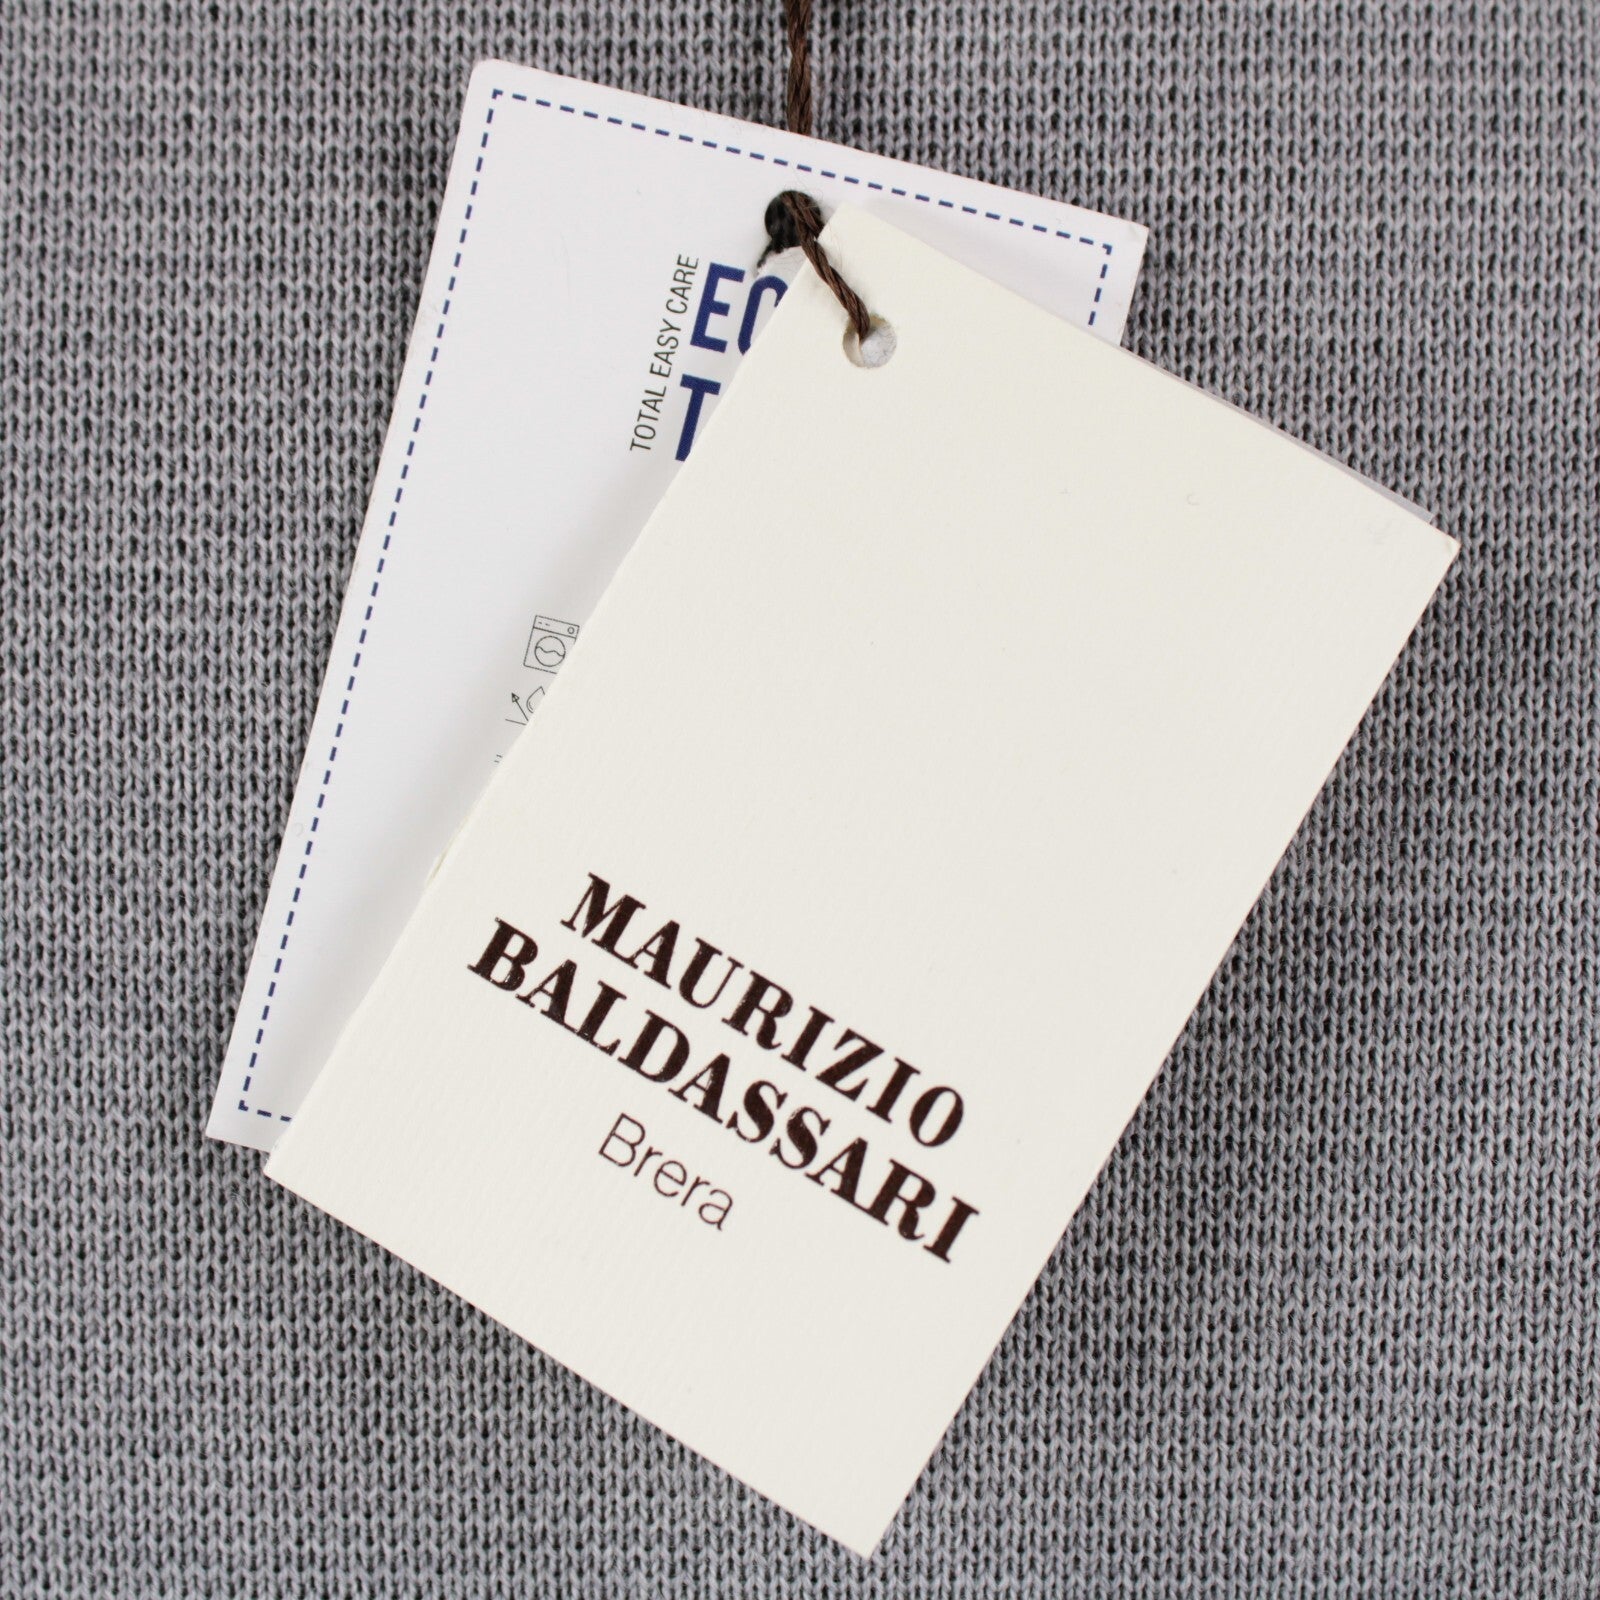 TOTAL EASY CARE
MAURIZIO
BALDASSARI
Brera